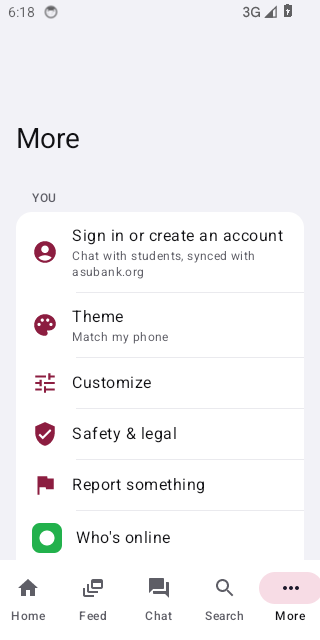 6:18
3G
More
YOU
Sign in or create an account
Chat with students, synced with
asubank.org
Theme
Match my phone
Customize
Safety & legal
Report something
Who's online
Home
Feed
Chat
Search
More